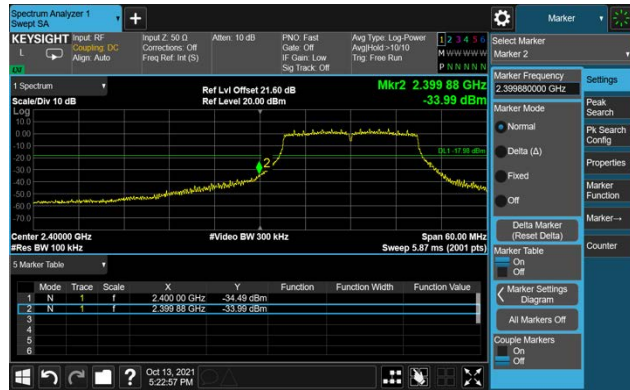 Spectrum Analyzer 1
Swept SA
Marker
KEYSIGHT
L
Input: RF
Coupling: DC
Align: Auto
Input Z: 50 Ω
Corrections: Off
Freq Ref: Int (S)
Atten: 10 dB
PNO: Fast
Gate: Off
IF Gain: Low
Sig Track: Off
Avg Type: Log-Power
Avg|Hold:>10/10
Trig: Free Run
1 2 3 4 5 6
M W W W W W
P N N N N N
Select Marker
Marker 2
1 Spectrum
Scale/Div 10 dB
Log
Ref Lvl Offset 21.60 dB
Ref Level 20.00 dBm
Mkr2 2.399 88 GHz
-33.99 dBm
10.0
0.00
-10.0
-20.0
-30.0
-40.0
-50.0
-60.0
-70.0
2
DL1 -17.98 dBm
Center 2.40000 GHz
#Res BW 100 kHz
#Video BW 300 kHz
Span 60.00 MHz
Sweep 5.87 ms (2001 pts)
5 Marker Table
Mode Trace Scale X Y Function Function Width Function Value
1 N 1 f 2.400 00 GHz -34.49 dBm
2 N 1 f 2.399 88 GHz -33.99 dBm
3
4
5
6
Marker Frequency
2.399880000 GHz
Marker Mode
Normal
Delta (Δ)
Fixed
Off
Delta Marker
(Reset Delta)
Marker Table
On
Off
Marker Settings
Diagram
All Markers Off
Couple Markers
On
Off
Settings
Peak
Search
Pk Search
Config
Properties
Marker
Function
Marker→
Counter
?
Oct 13, 2021
5:22:57 PM